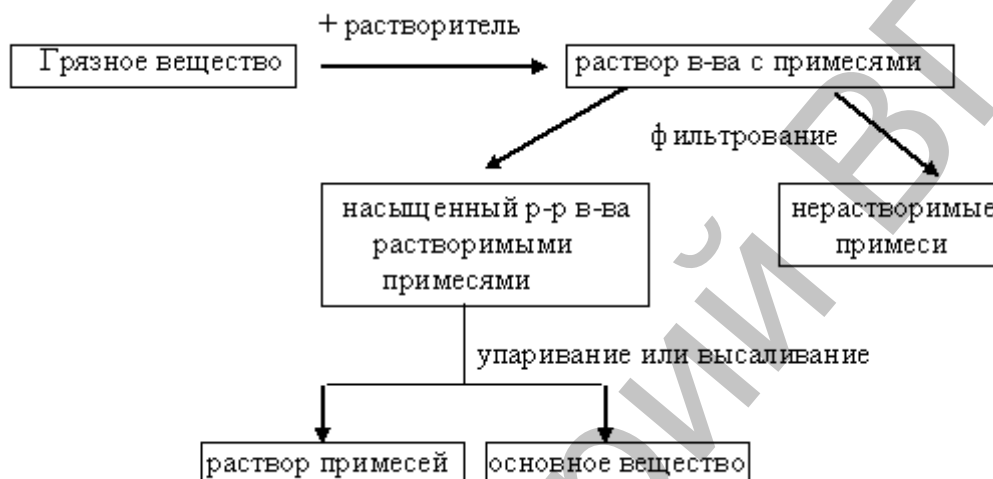 + растворитель
Грязное вещество
раствор в-ва с примесями
фильтрование
насыщенный р-р в-ва
растворимыми
примесями
нерастворимые
примеси
упаривание или высаливание
раствор примесей
основное вещество